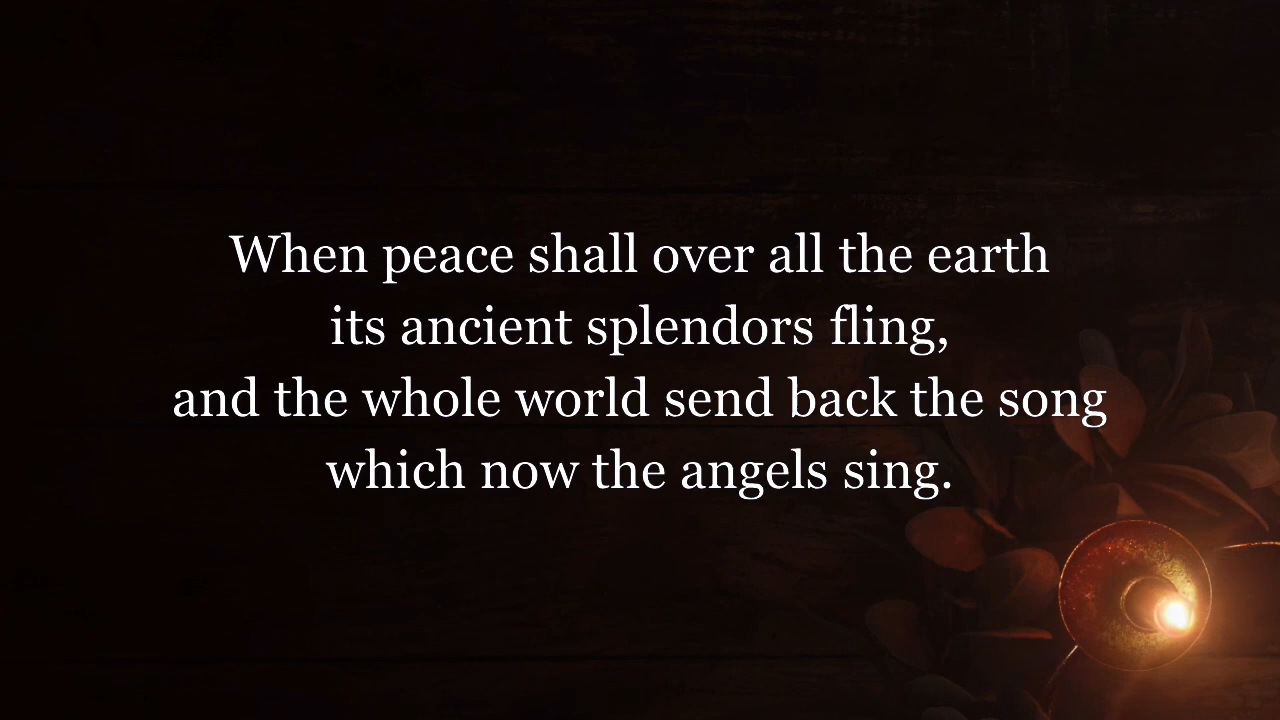 When peace shall over all the earth
its ancient splendors fling,
and the whole world send back the song
which now the angels sing.